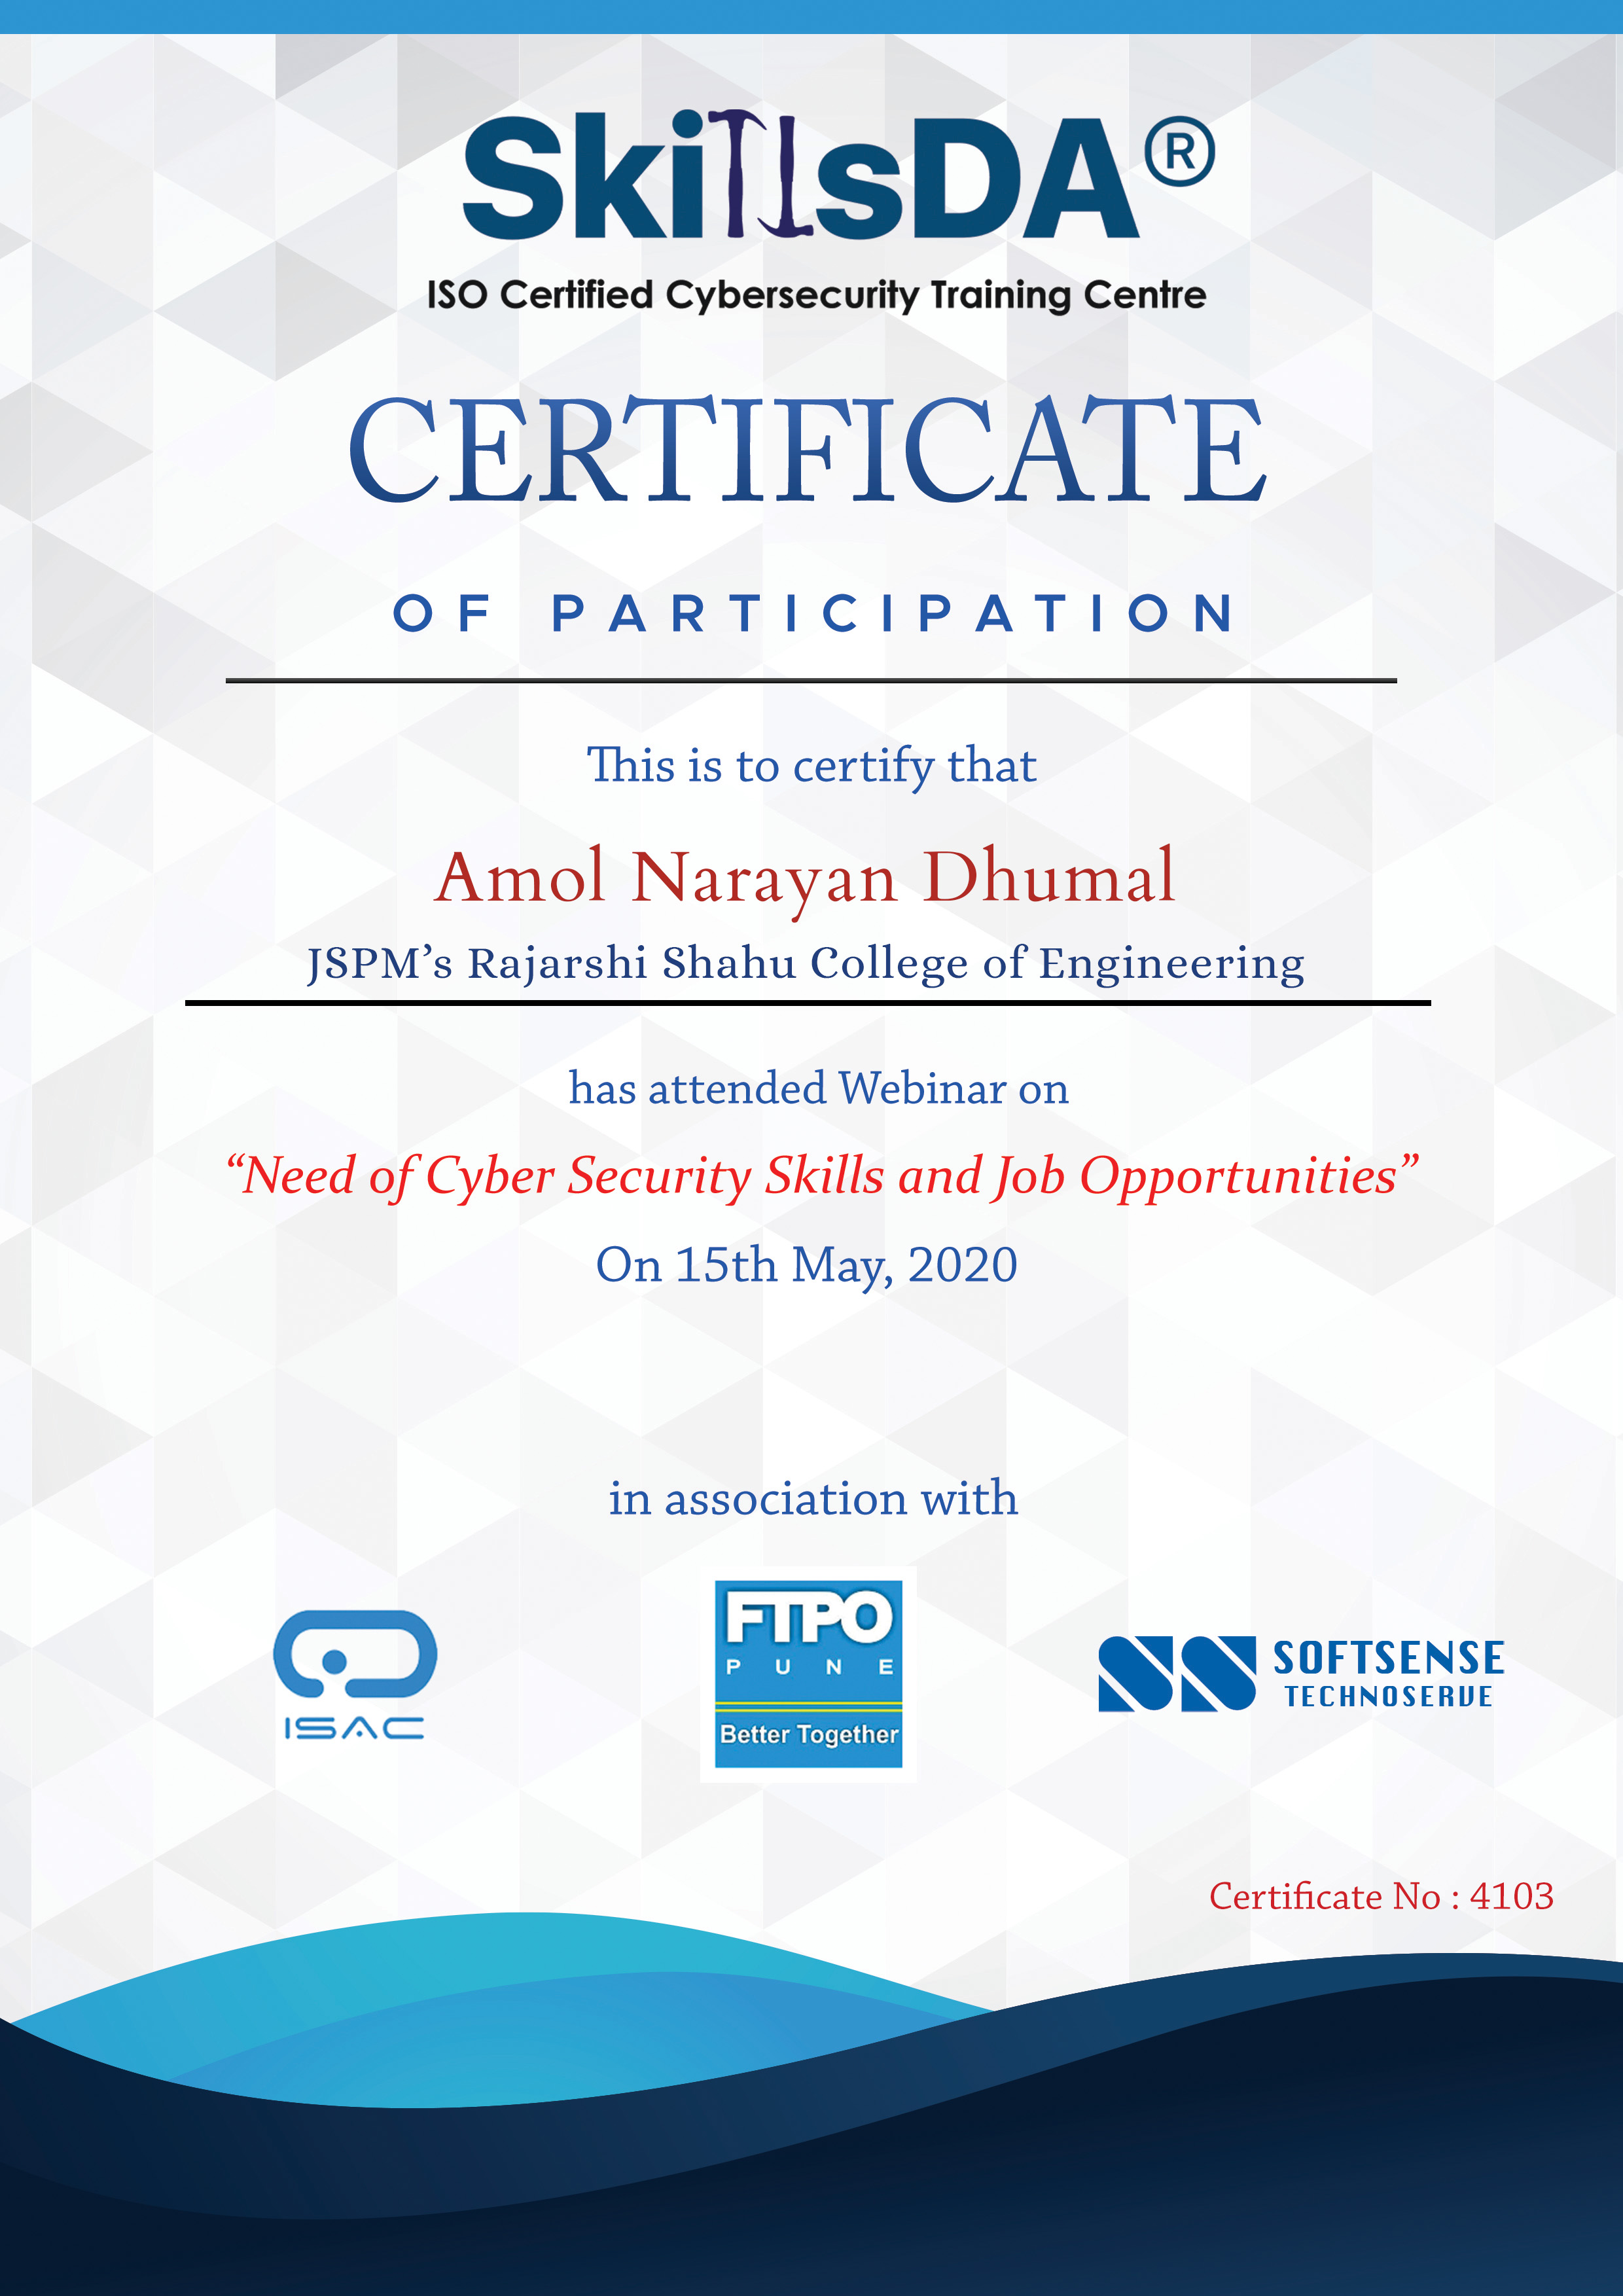 SkillsDA®
ISO Certified Cybersecurity Training Centre
CERTIFICATE
OF PARTICIPATION
This is to certify that
Amol Narayan Dhumal
JSPM’s Rajarshi Shahu College of Engineering
has attended Webinar on
“Need of Cyber Security Skills and Job Opportunities”
On 15th May, 2020
in association with
ISAC
FTPO
PUNE
Better Together
SOFTSENSE
TECHNOSERVE
Certificate No : 4103